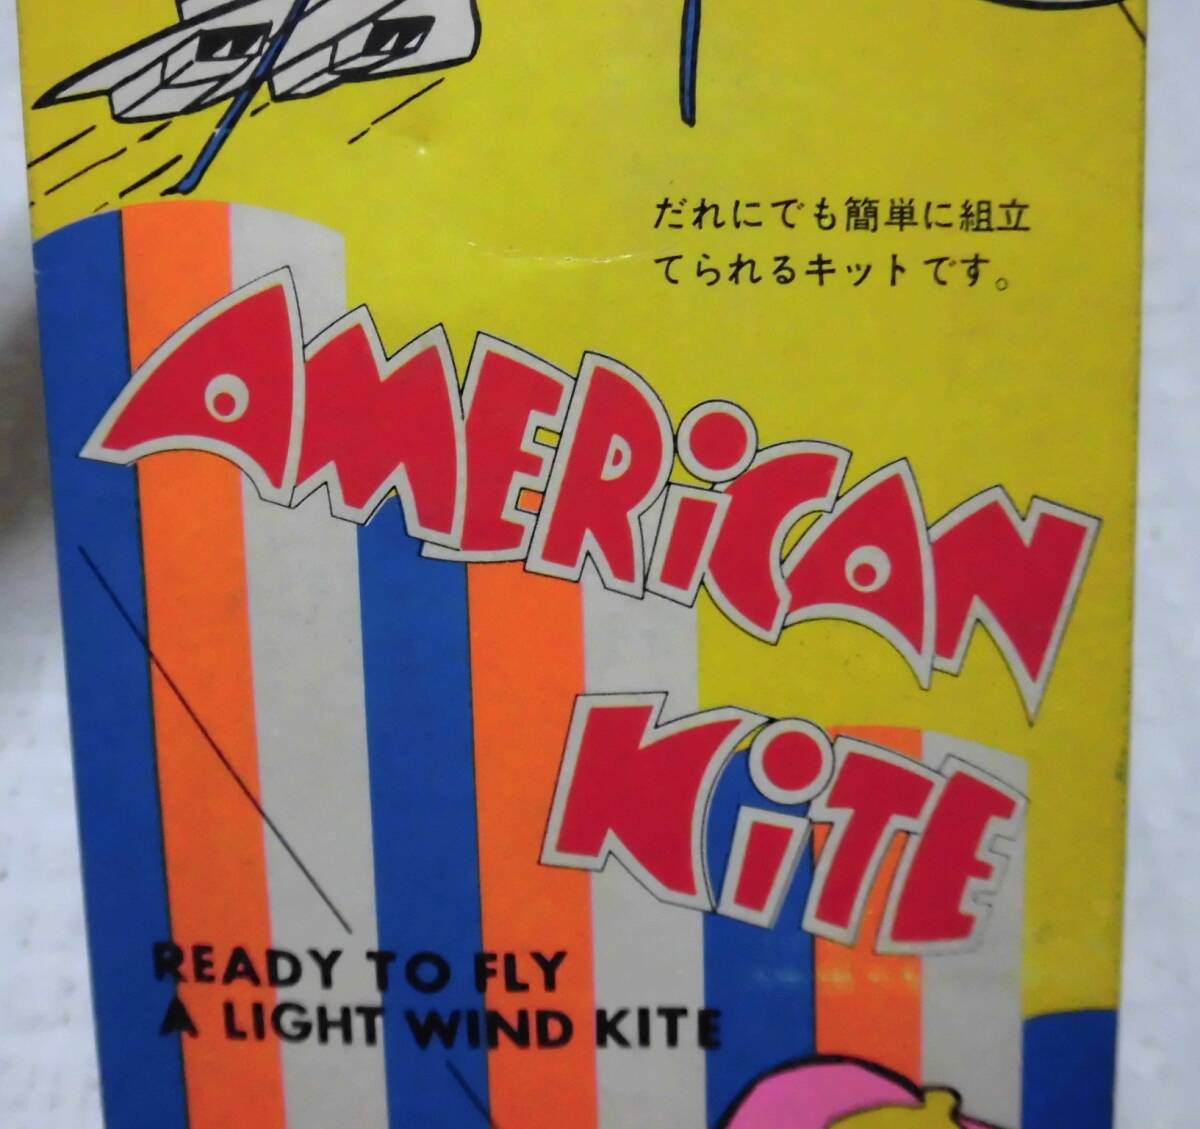 だれにでも簡単に組立
てられるキットです。
AMERiCAN
KiTE
READY TO FLY
A LIGHT WIND KITE